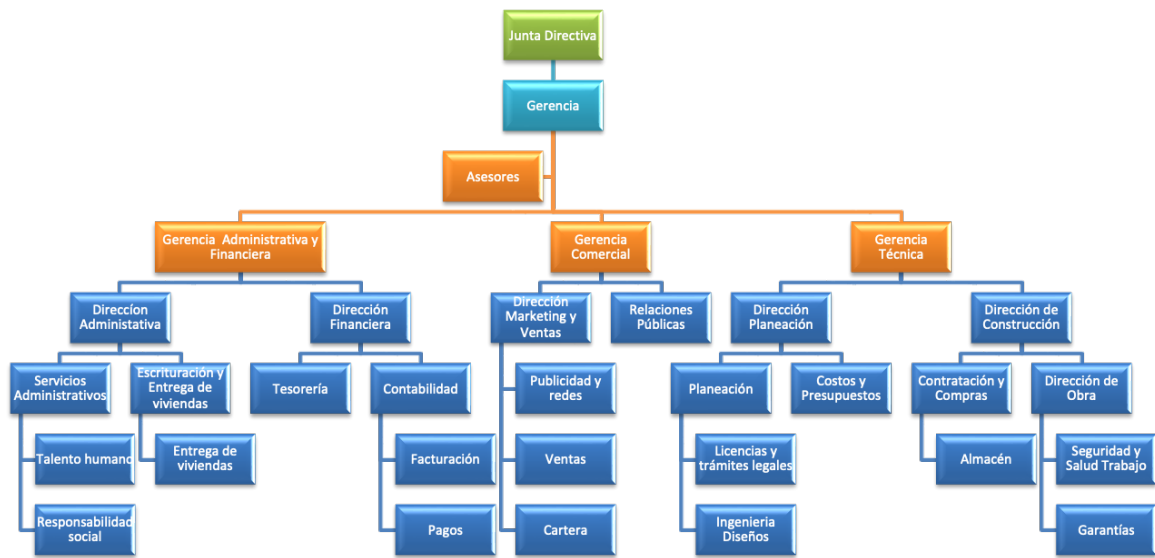 Junta Directiva
Gerencia
Asesores
Gerencia Administrativa y
Financiera
Gerencia
Comercial
Gerencia
Técnica
Direccíon
Administativa
Dirección
Financiera
Dirección
Marketing y
Ventas
Relaciones
Públicas
Dirección
Planeación
Dirección de
Construcción
Servicios
Administrativos
Escrituración y
Entrega de
viviendas
Tesorería
Contabilidad
Publicidad y
redes
Planeación
Costos y
Presupuestos
Contratación y
Compras
Dirección de
Obra
Talento humano
Entrega de
viviendas
Facturación
Ventas
Licencias y
trámites legales
Almacén
Seguridad y
Salud Trabajo
Responsabilidad
social
Pagos
Cartera
Ingenieria
Diseños
Garantías